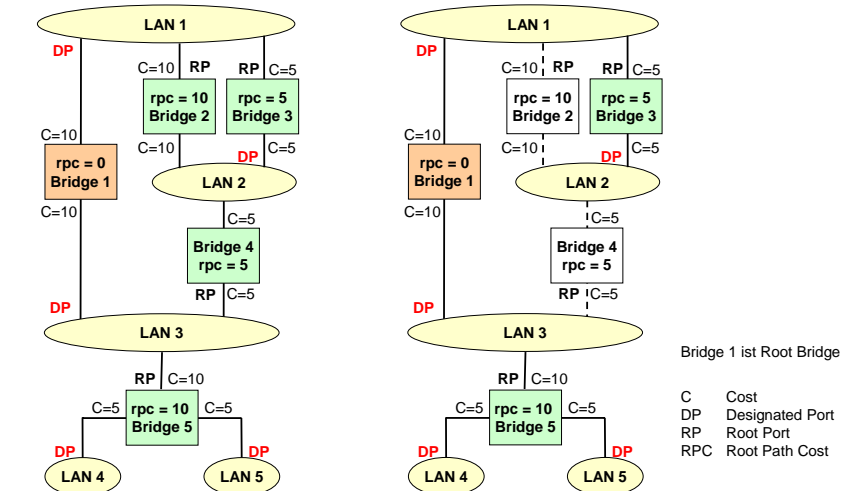 LAN 1
DP
C=10 RP
RP C=5
rpc = 10
Bridge 2
rpc = 5
Bridge 3
C=10
C=10
DP
C=5
rpc = 0
Bridge 1
LAN 2
C=10
C=5
Bridge 4
rpc = 5
RP C=5
DP
LAN 3
RP C=10
C=5
rpc = 10
Bridge 5
C=5
DP
DP
LAN 4
LAN 5
LAN 1
DP
C=10 RP
RP C=5
rpc = 10
Bridge 2
rpc = 5
Bridge 3
C=10
C=10
DP
C=5
rpc = 0
Bridge 1
LAN 2
C=10
C=5
Bridge 4
rpc = 5
RP C=5
DP
LAN 3
RP C=10
C=5
rpc = 10
Bridge 5
C=5
DP
DP
LAN 4
LAN 5
Bridge 1 ist Root Bridge
C Cost
DP Designated Port
RP Root Port
RPC Root Path Cost